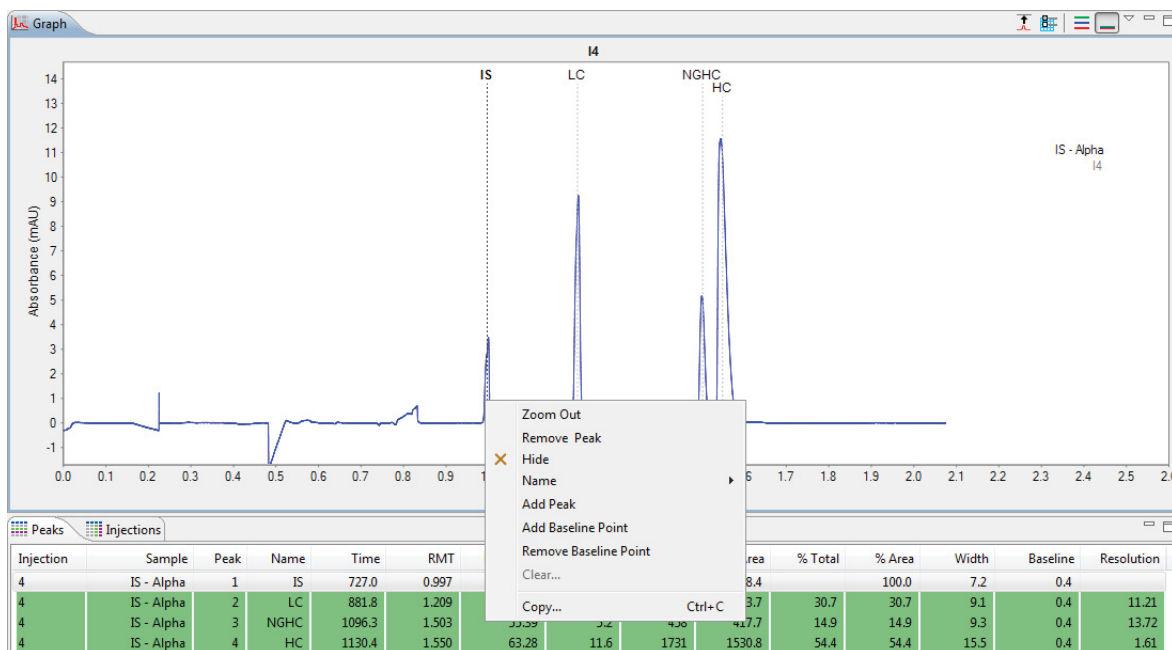 Graph
I4
IS LC NGHC
HC
14
13
12
11
10
9
8
7
6
5
4
3
2
1
0
-1
Absorbance (mAU)
IS - Alpha
I4
0.0 0.1 0.2 0.3 0.4 0.5 0.6 0.7 0.8 0.9 1.7 1.8 1.9 2.0 2.1 2.2 2.3 2.4 2.5
Zoom Out
Remove Peak
Hide
Name
Add Peak
Add Baseline Point
Remove Baseline Point
Clear...
Copy... Ctrl+C
Peaks Injections
Injection Sample Peak Name Time RMT % Total % Area Width Baseline Resolution
4 IS - Alpha 1 IS 727.0 0.997 100.0 7.2 0.4
4 IS - Alpha 2 LC 881.8 1.209 30.7 30.7 9.1 0.4 11.21
4 IS - Alpha 3 NGHC 1096.3 1.503 417.7 14.9 14.9 9.3 0.4 13.72
4 IS - Alpha 4 HC 1130.4 1.550 63.28 11.6 1731 1530.8 54.4 54.4 15.5 0.4 1.61